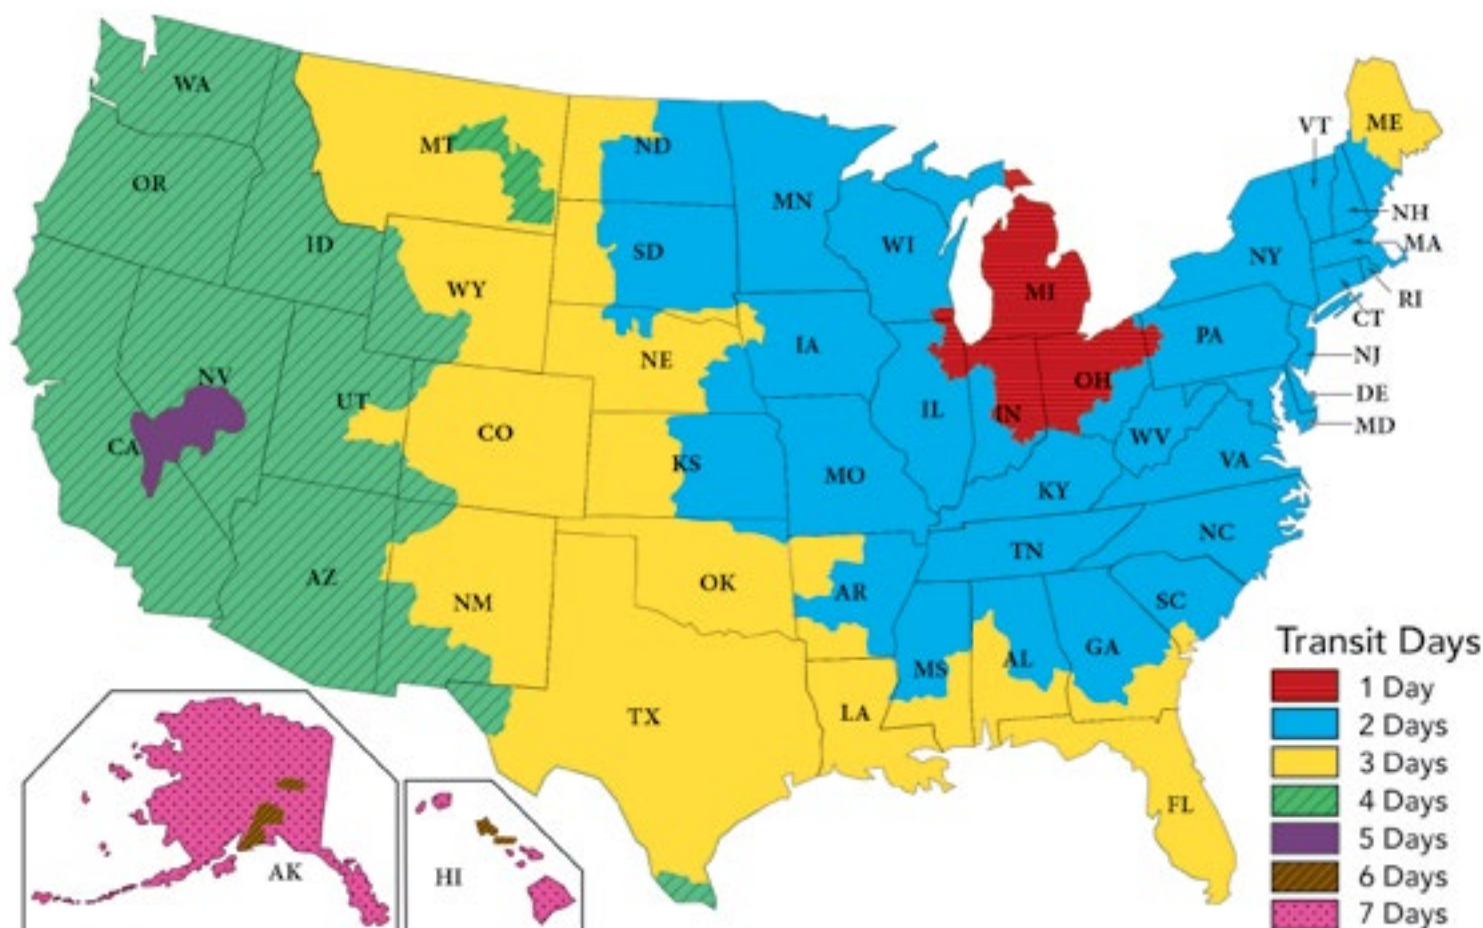 WA
OR
ID
MT
ND
MN
SD
WI
WY
NE
IA
NV
UT
CA
CO
KS
MO
IL
IN
OH
MI
PA
NY
VT
ME
NH
MA
RI
CT
NJ
DE
MD
WV
VA
KY
NC
TN
SC
AZ
NM
OK
AR
MS
AL
GA
TX
LA
FL
AK
HI
Transit Days
1 Day
2 Days
3 Days
4 Days
5 Days
6 Days
7 Days